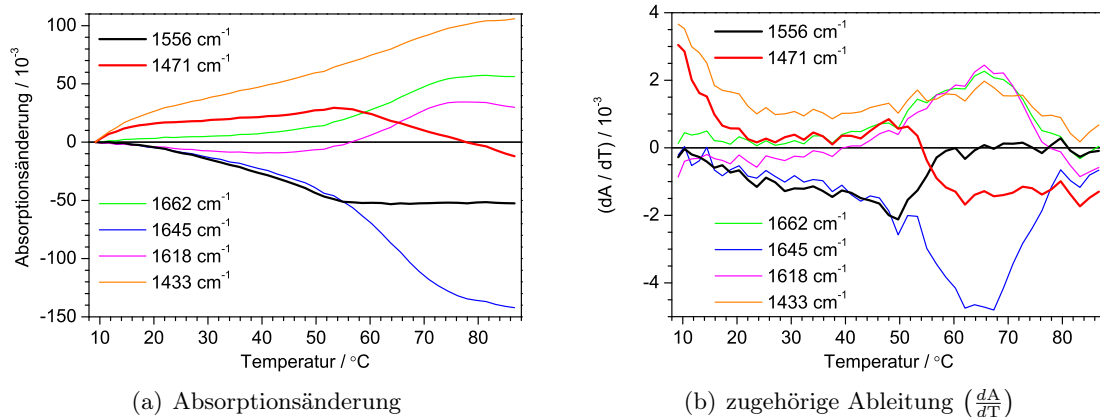 100
50
0
-50
-100
-150
Absorptionsänderung / 10⁻³
1556 cm⁻¹
1471 cm⁻¹
1662 cm⁻¹
1645 cm⁻¹
1618 cm⁻¹
1433 cm⁻¹
10 20 30 40 50 60 70 80
Temperatur / °C
(a) Absorptionsänderung
4
2
0
-2
-4
(dA / dT) / 10⁻³
1556 cm⁻¹
1471 cm⁻¹
1662 cm⁻¹
1645 cm⁻¹
1618 cm⁻¹
1433 cm⁻¹
10 20 30 40 50 60 70 80
Temperatur / °C
(b) zugehörige Ableitung (dA/dT)